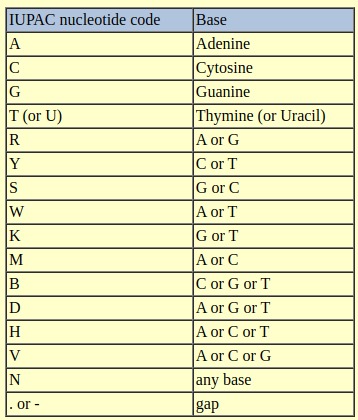 IUPAC nucleotide code Base
A Adenine
C Cytosine
G Guanine
T (or U) Thymine (or Uracil)
R A or G
Y C or T
S G or C
W A or T
K G or T
M A or C
B C or G or T
D A or G or T
H A or C or T
V A or C or G
N any base
. or - gap